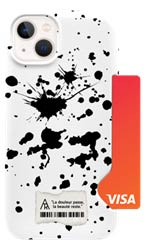 "La douleur passe,
la beauté reste."
VISA